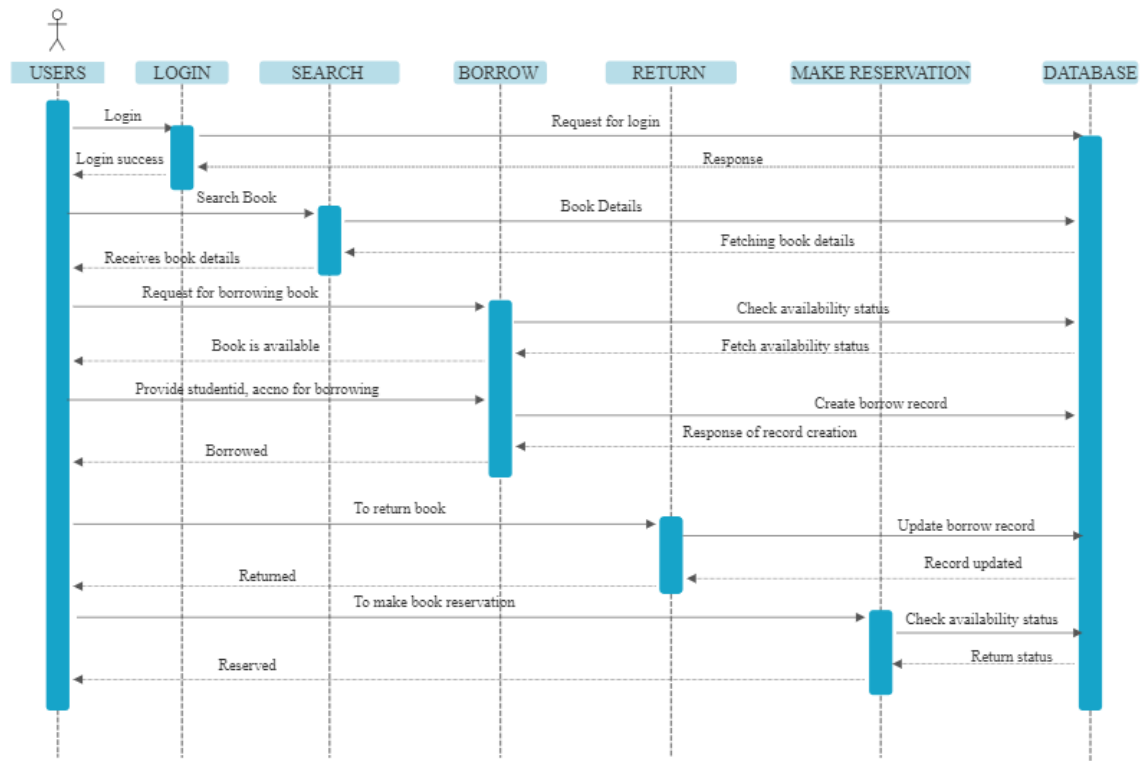 USERS
LOGIN
SEARCH
BORROW
RETURN
MAKE RESERVATION
DATABASE
Login
Request for login
Login success
Response
Search Book
Book Details
Fetching book details
Receives book details
Request for borrowing book
Check availability status
Book is available
Fetch availability status
Provide studentid, accno for borrowing
Create borrow record
Response of record creation
Borrowed
To return book
Update borrow record
Record updated
Returned
To make book reservation
Check availability status
Return status
Reserved